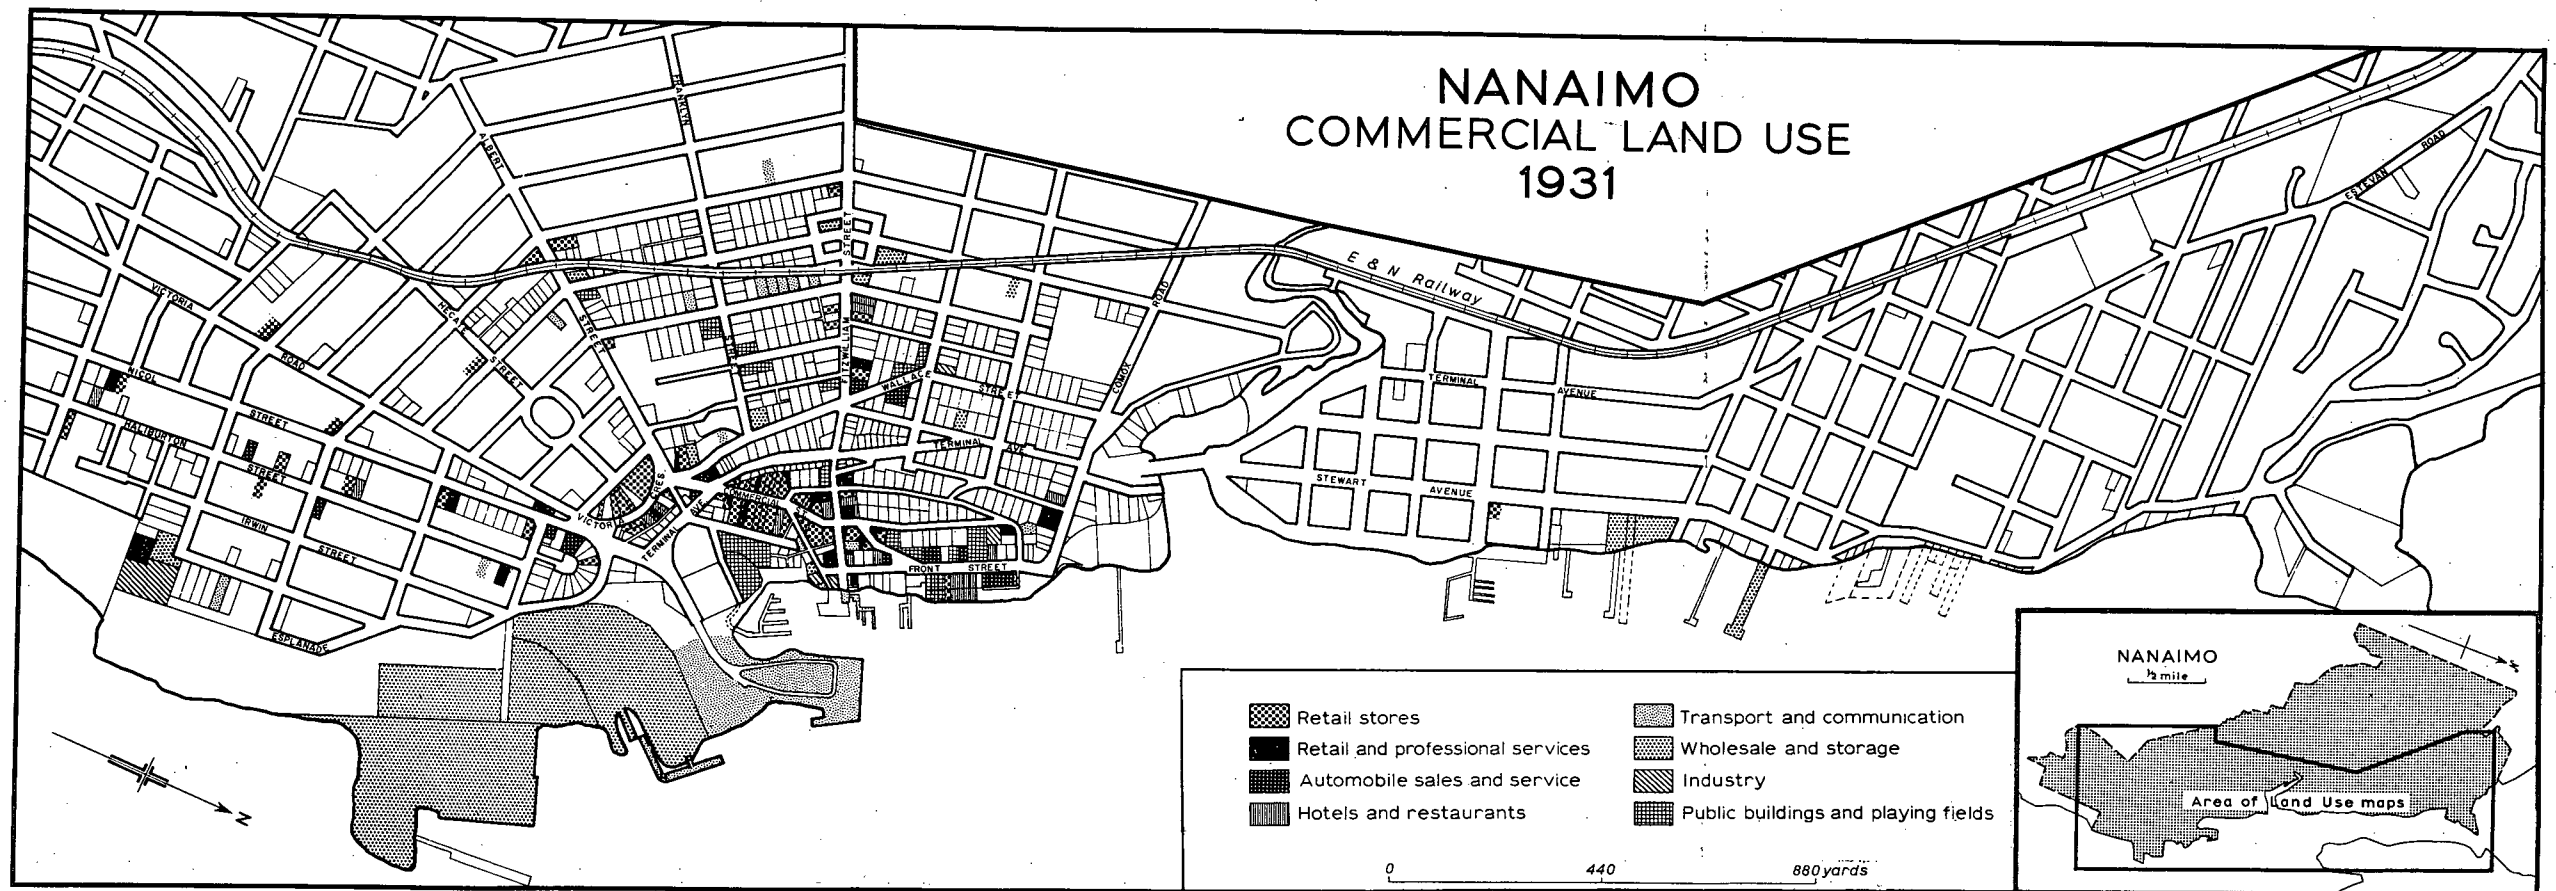 NANAIMO
COMMERCIAL LAND USE
1931
FRANKLYN
ALBERT
STREET
FITZWILLIAM
STREET
E & N Railway
ESTEVAN
ROAD
VICTORIA
ROAD
HECATE
STREET
WALLACE
STREET
COMOX
ROAD
TERMINAL
AVENUE
NICOL
STREET
HALIBURTON
STREET
TERMINAL
AVE
STEWART
AVENUE
IRWIN
STREET
VICTORIA
CRES.
COMMERCIAL
ST
TERMINAL
AVE
FRONT
STREET
ESPLANADE
N
Retail stores
Retail and professional services
Automobile sales and service
Hotels and restaurants
Transport and communication
Wholesale and storage
Industry
Public buildings and playing fields
0 440 880 yards
NANAIMO
½ mile
N
Area of Land Use maps